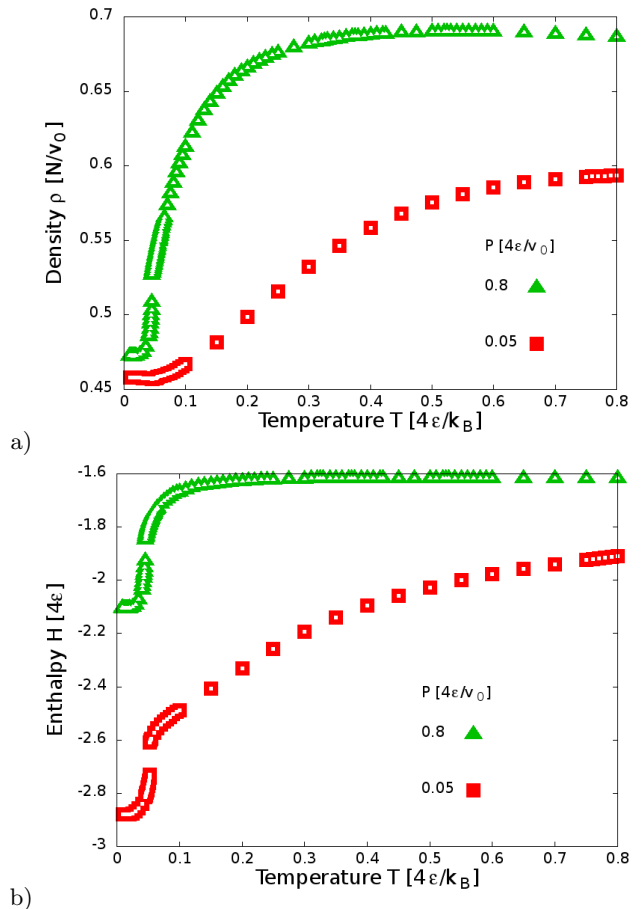 0.7
0.65
0.6
0.55
0.5
0.45
Density ρ [N/v₀]
P [4ε/v₀]
0.8
0.05
0 0.1 0.2 0.3 0.4 0.5 0.6 0.7 0.8
Temperature T [4ε/k_B]
a)
-1.6
-1.8
-2
-2.2
-2.4
-2.6
-2.8
-3
Enthalpy H [4ε]
P [4ε/v₀]
0.8
0.05
0 0.1 0.2 0.3 0.4 0.5 0.6 0.7 0.8
Temperature T [4ε/k_B]
b)